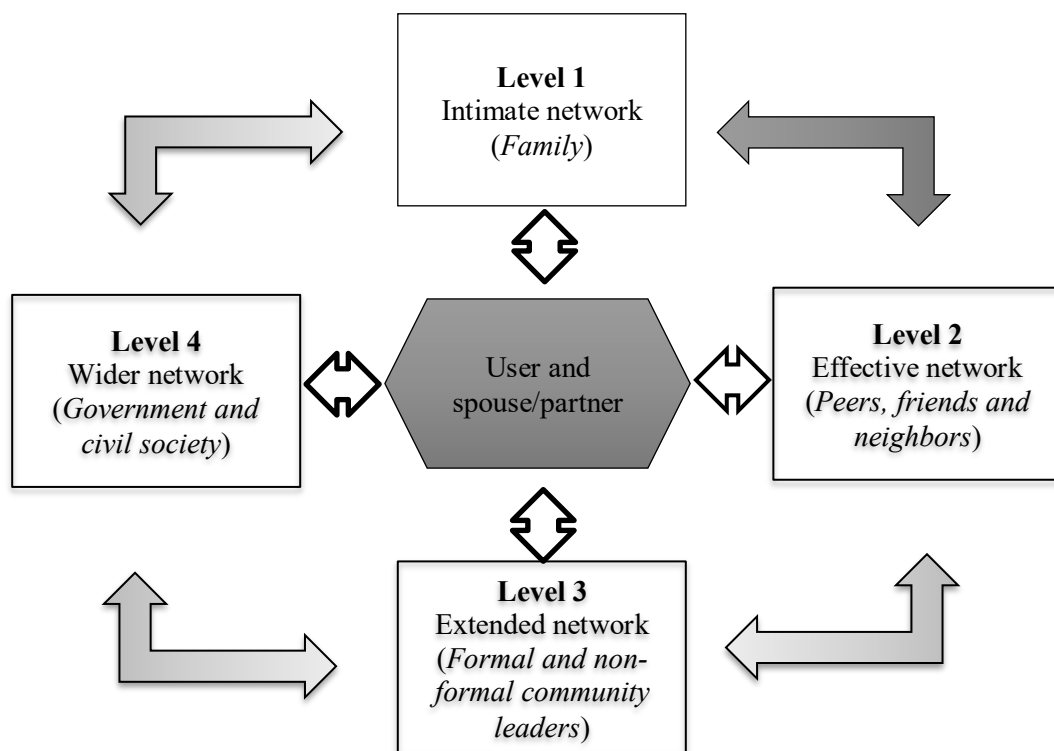 Level 1
Intimate network
(Family)
Level 4
Wider network
(Government and
civil society)
User and
spouse/partner
Level 2
Effective network
(Peers, friends and
neighbors)
Level 3
Extended network
(Formal and non-
formal community
leaders)